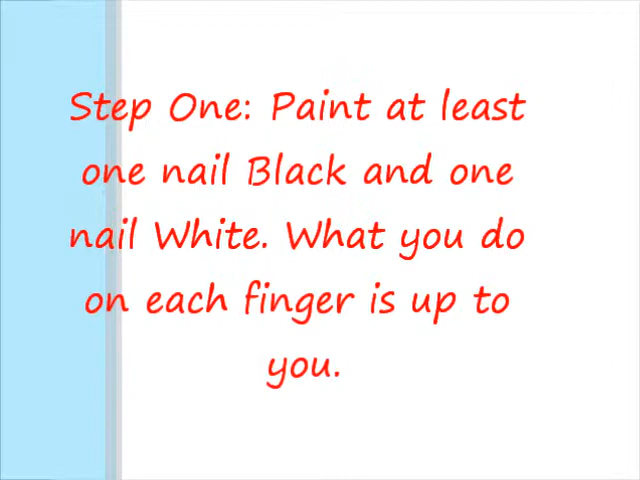 Step One: Paint at least
one nail Black and one
nail White. What you do
on each finger is up to
you.